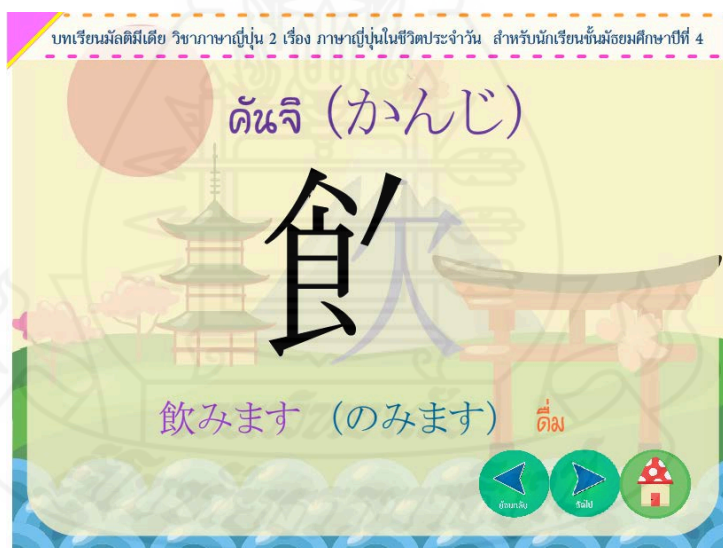 บทเรียนมัลติมีเดีย วิชาภาษาญี่ปุ่น 2 เรื่อง ภาษาญี่ปุ่นในชีวิตประจำวัน สำหรับนักเรียนชั้นมัธยมศึกษาปีที่ 4
คันจิ (かんじ)
飲
飲みます (のみます) ดื่ม
ย้อนกลับ ถัดไป